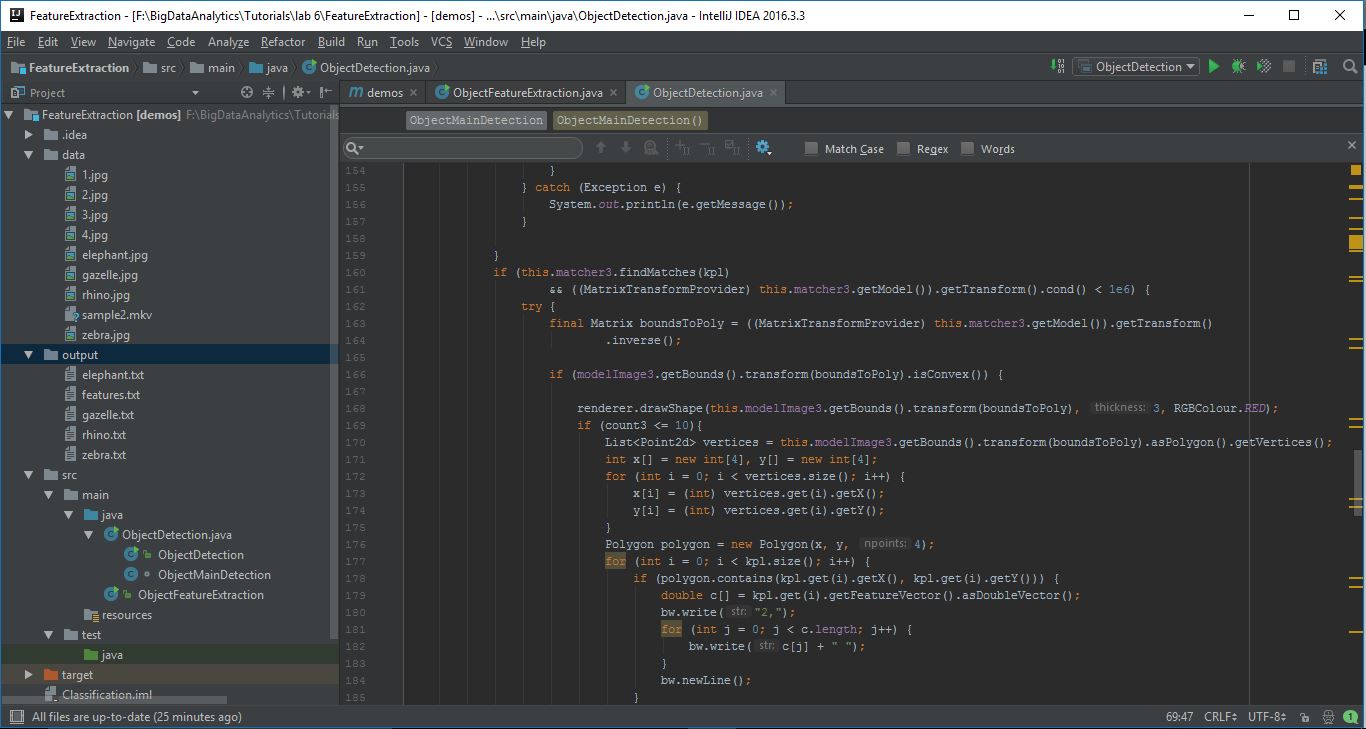 FeatureExtraction - [F:\BigDataAnalytics\Tutorials\lab 6\FeatureExtraction] - [demos] - ...\src\main\java\ObjectDetection.java - IntelliJ IDEA 2016.3.3
File Edit View Navigate Code Analyze Refactor Build Run Tools VCS Window Help
FeatureExtraction src main java ObjectDetection.java
ObjectDetection
Project
demos ObjectFeatureExtraction.java ObjectDetection.java
FeatureExtraction [demos] F:\BigDataAnalytics\Tutorials
.idea
data
1.jpg
2.jpg
3.jpg
4.jpg
elephant.jpg
gazelle.jpg
rhino.jpg
sample2.mkv
zebra.jpg
output
elephant.txt
features.txt
gazelle.txt
rhino.txt
zebra.txt
src
main
java
ObjectDetection.java
ObjectDetection
ObjectMainDetection
ObjectFeatureExtraction
resources
test
java
target
Classification.iml
ObjectMainDetection ObjectMainDetection()
Match Case Regex Words
154 }
155 } catch (Exception e) {
156 System.out.println(e.getMessage());
157 }
158
159 }
160 if (this.matcher3.findMatches(kpl)
161 && ((MatrixTransformProvider) this.matcher3.getModel()).getTransform().cond() < 1e6) {
162 try {
163 final Matrix boundsToPoly = ((MatrixTransformProvider) this.matcher3.getModel()).getTransform()
164 .inverse();
165
166 if (modelImage3.getBounds().transform(boundsToPoly).isConvex()) {
167
168 renderer.drawShape(this.modelImage3.getBounds().transform(boundsToPoly), thickness: 3, RGBColour.RED);
169 if (count3 <= 10){
170 List<Point2d> vertices = this.modelImage3.getBounds().transform(boundsToPoly).asPolygon().getVertices();
171 int x[] = new int[4], y[] = new int[4];
172 for (int i = 0; i < vertices.size(); i++) {
173 x[i] = (int) vertices.get(i).getX();
174 y[i] = (int) vertices.get(i).getY();
175 }
176 Polygon polygon = new Polygon(x, y, npoints: 4);
177 for (int i = 0; i < kpl.size(); i++) {
178 if (polygon.contains(kpl.get(i).getX(), kpl.get(i).getY())) {
179 double c[] = kpl.get(i).getFeatureVector().asDoubleVector();
180 bw.write( str: "2,");
181 for (int j = 0; j < c.length; j++) {
182 bw.write( str: c[j] + " ");
183 }
184 bw.newLine();
185 }
All files are up-to-date (25 minutes ago)
69:47 CRLF UTF-8 1